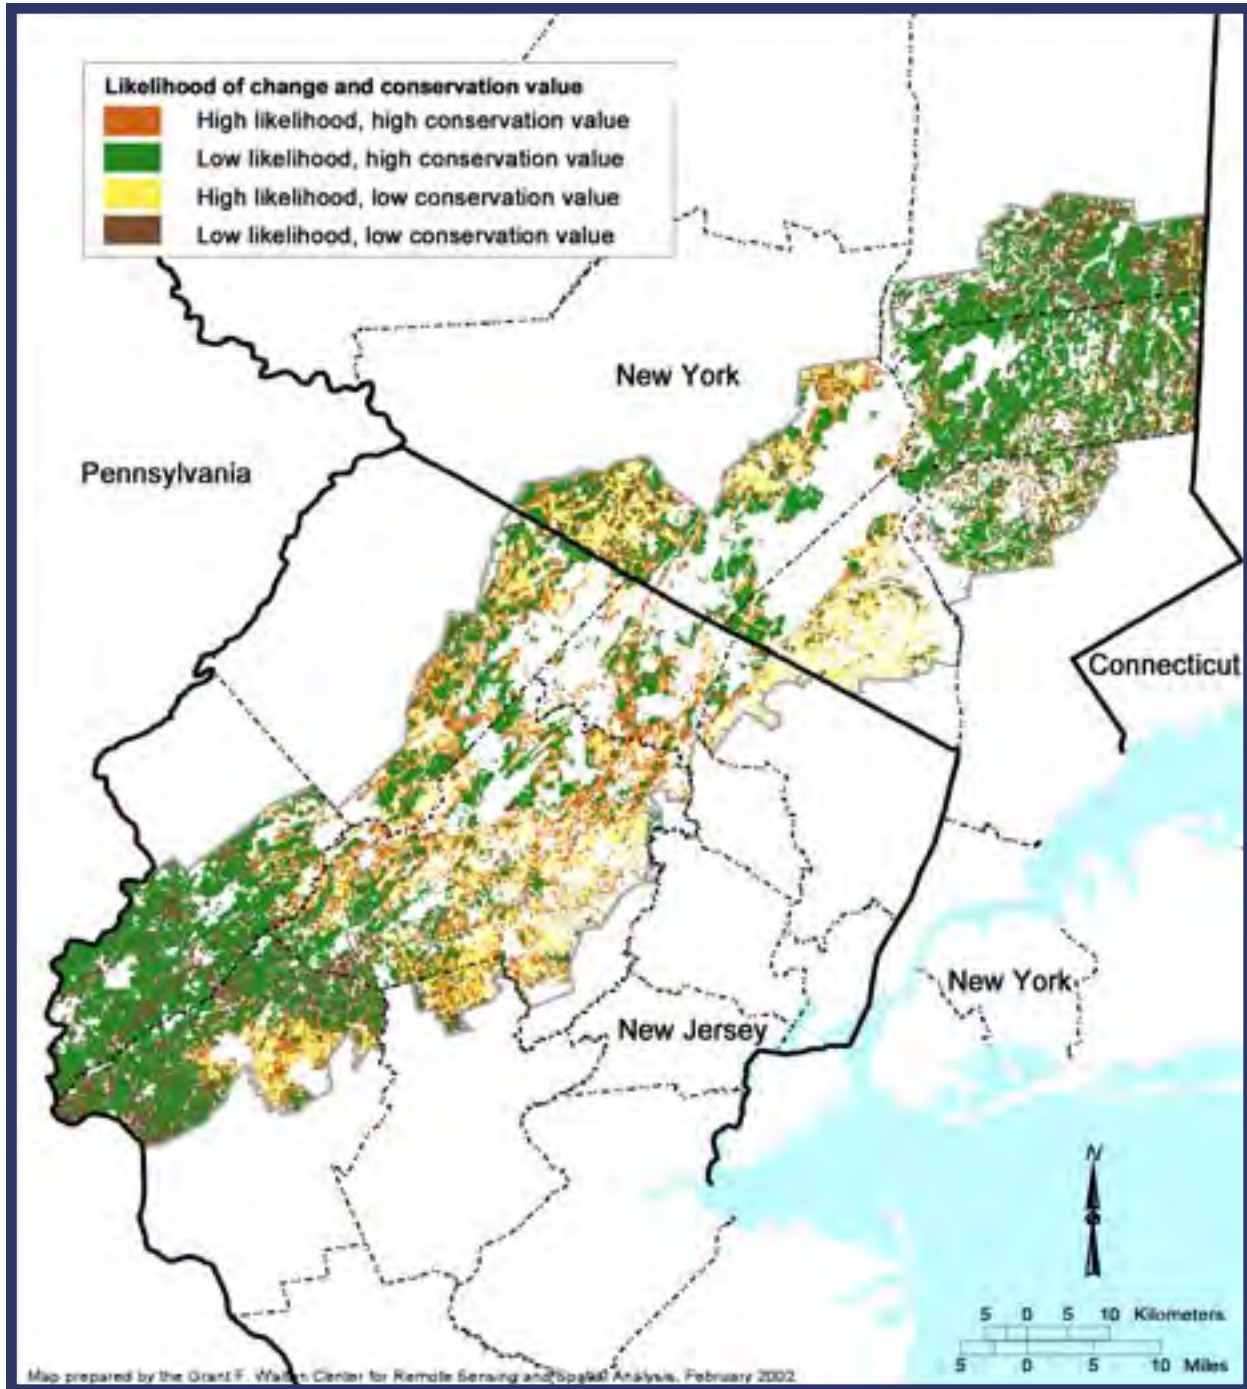 Likelihood of change and conservation value
High likelihood, high conservation value
Low likelihood, high conservation value
High likelihood, low conservation value
Low likelihood, low conservation value
New York
Pennsylvania
Connecticut
New York
New Jersey
N
5 0 5 10 Kilometers
5 0 5 10 Miles
Map prepared by the Grant F. Walton Center for Remote Sensing and Spatial Analysis, February 2002